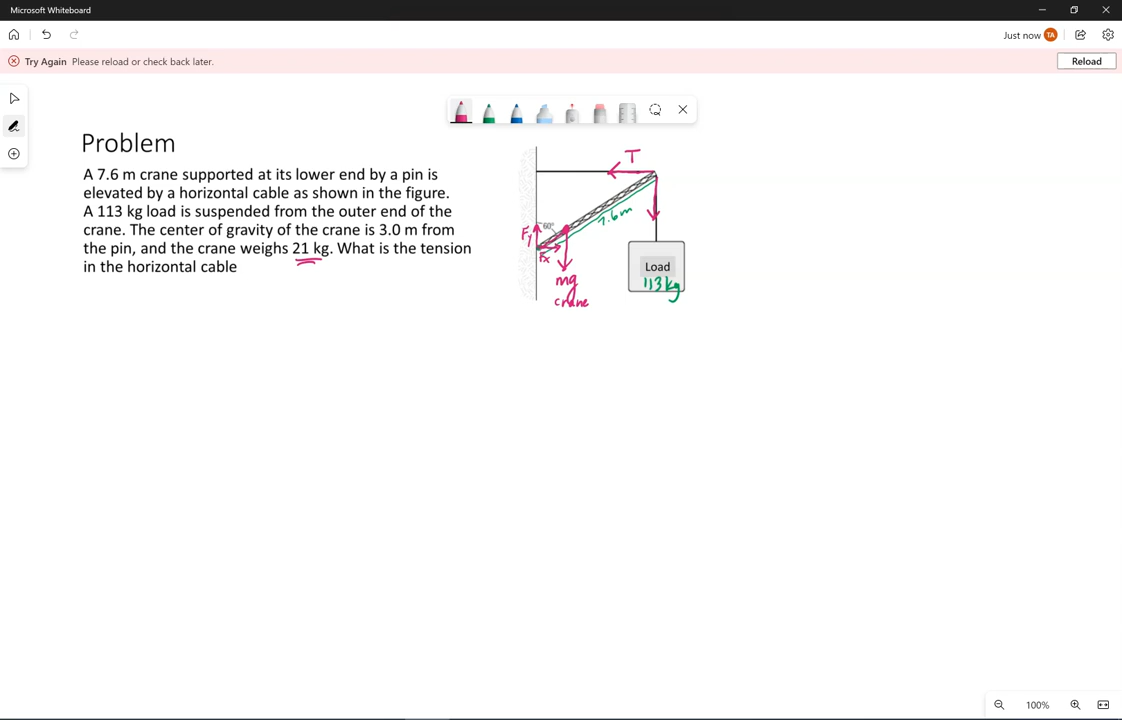 Microsoft Whiteboard
Just now TA
Try Again Please reload or check back later.
Reload
Problem
A 7.6 m crane supported at its lower end by a pin is
elevated by a horizontal cable as shown in the figure.
A 113 kg load is suspended from the outer end of the
crane. The center of gravity of the crane is 3.0 m from
the pin, and the crane weighs 21 kg. What is the tension
in the horizontal cable
T
7.6m
60°
Fy
Fx
mg
crane
Load
113 kg
100%